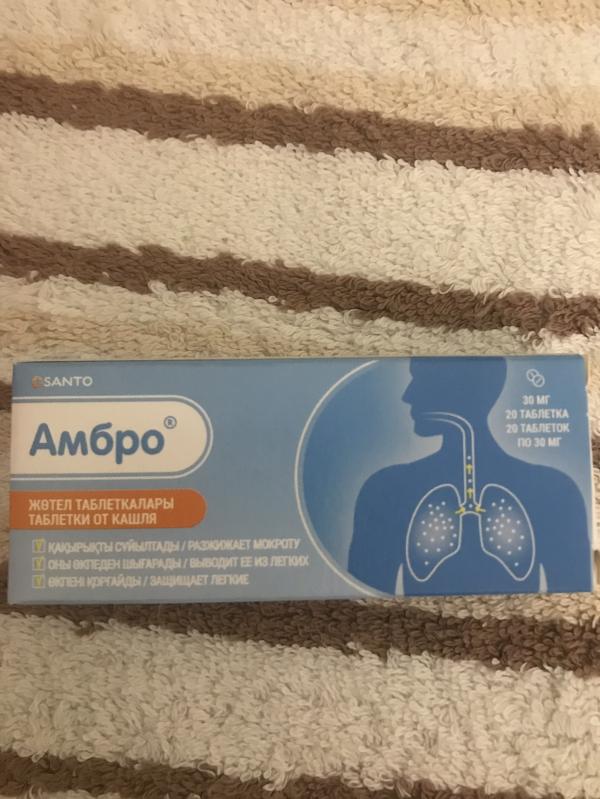 SANTO
Амбро®
ЖӨТЕЛ ТАБЛЕТКАЛАРЫ
ТАБЛЕТКИ ОТ КАШЛЯ
ҚАҚЫРЫҚТЫ СҰЙЫЛТАДЫ / РАЗЖИЖАЕТ МОКРОТУ
ОНЫ ӨКПЕДЕН ШЫҒАРАДЫ / ВЫВОДИТ ЕЕ ИЗ ЛЕГКИХ
ӨКПЕНІ ҚОРҒАЙДЫ / ЗАЩИЩАЕТ ЛЕГКИЕ
30 МГ
20 ТАБЛЕТКА
20 ТАБЛЕТОК
ПО 30 МГ